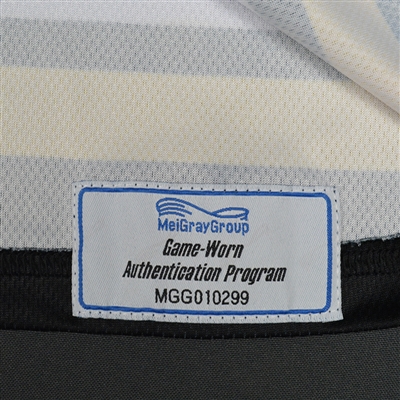 MeiGrayGroup
Game-Worn
Authentication Program
MGG010299